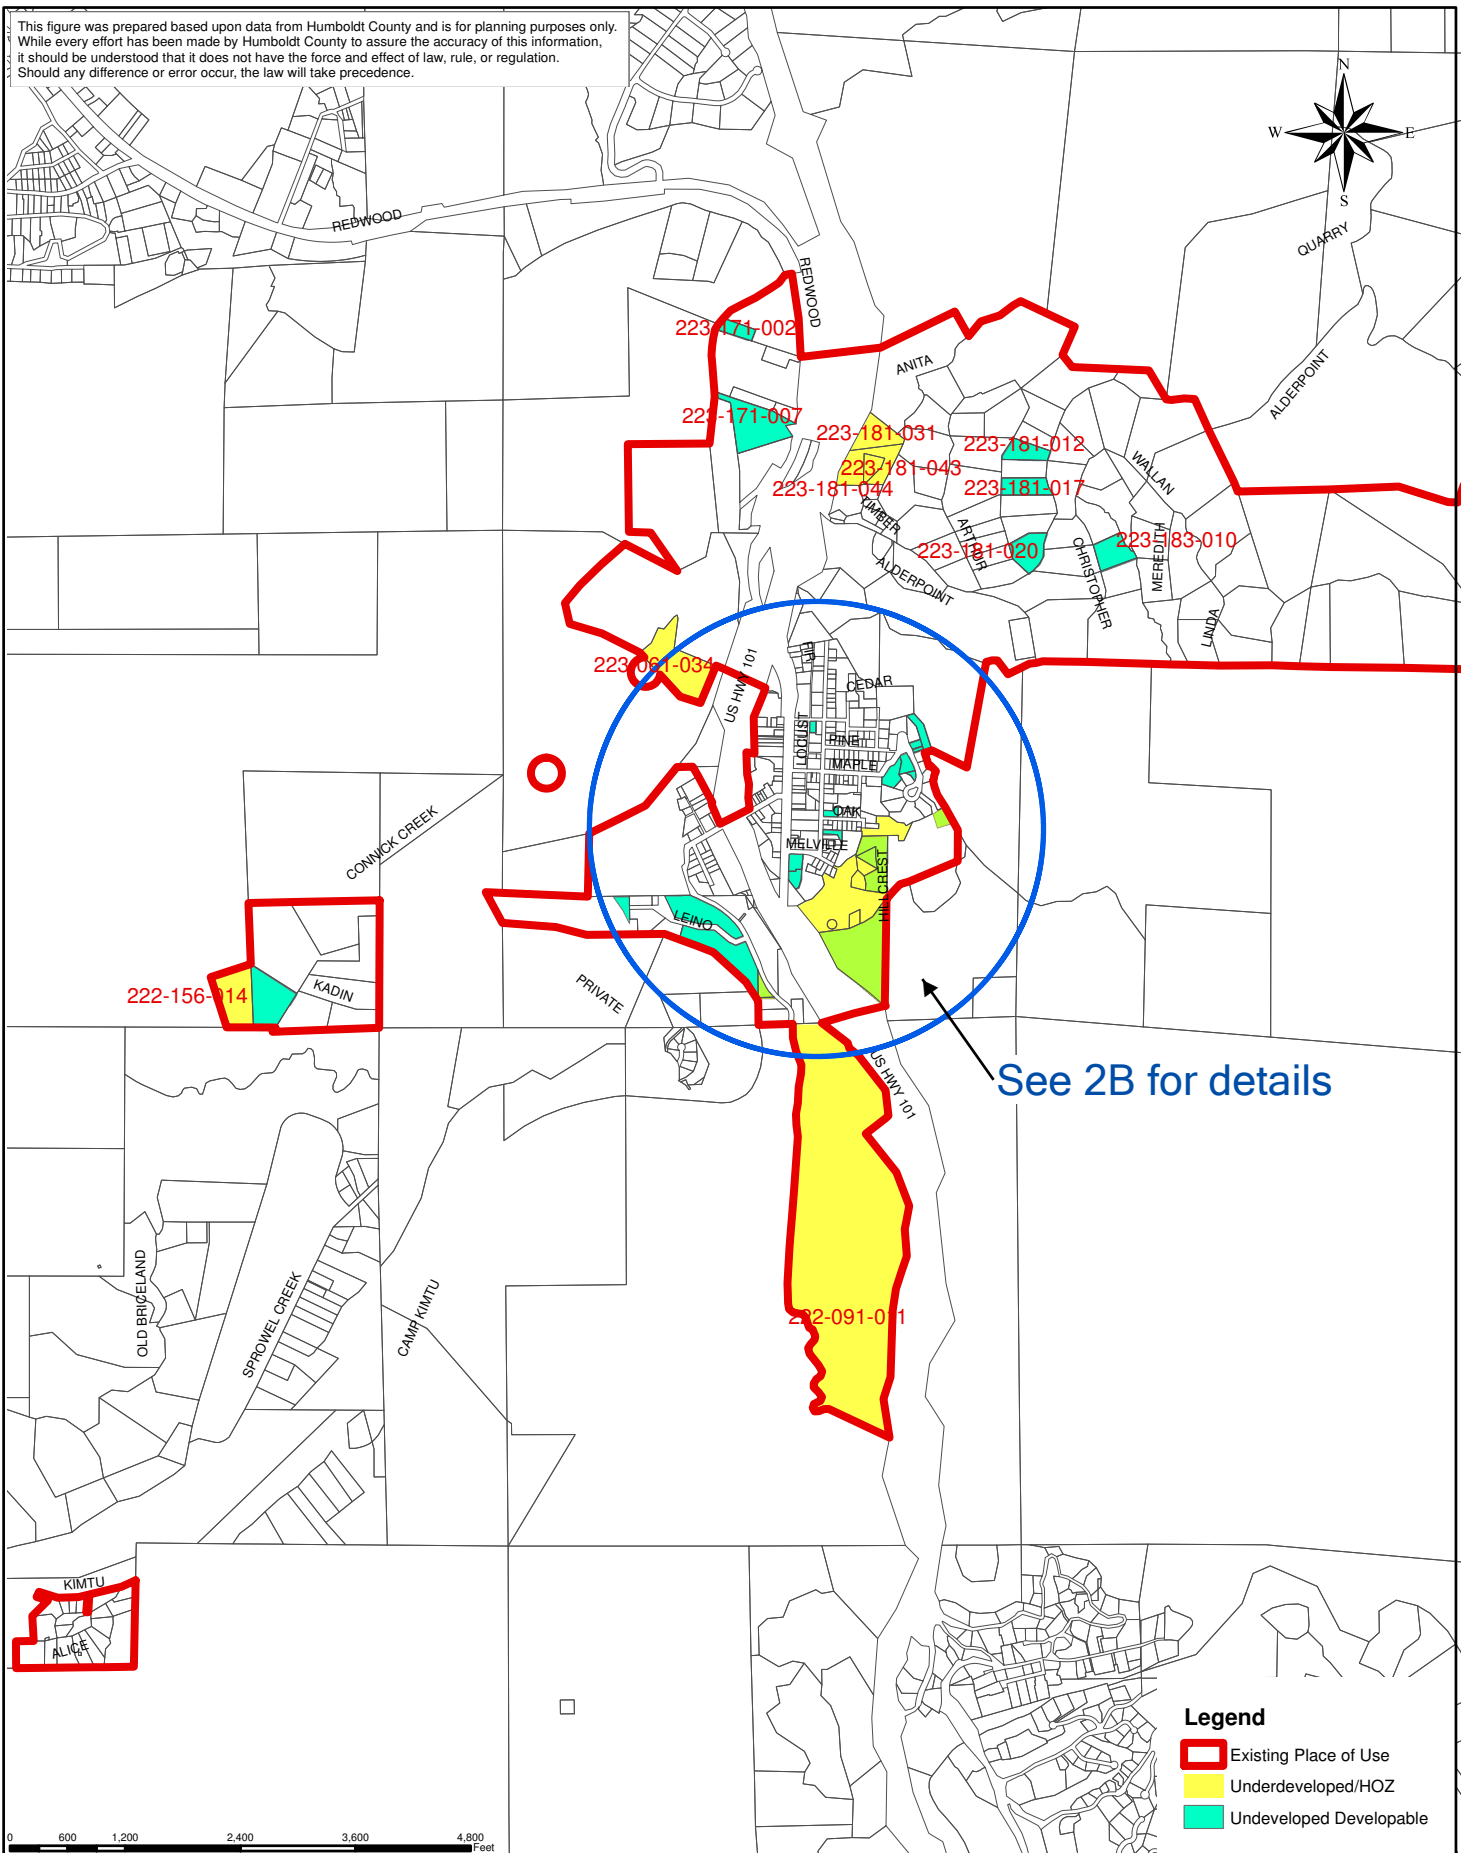 This figure was prepared based upon data from Humboldt County and is for planning purposes only.
While every effort has been made by Humboldt County to assure the accuracy of this information,
it should be understood that it does not have the force and effect of law, rule, or regulation.
Should any difference or error occur, the law will take precedence.
N
W
E
S
QUARRY
REDWOOD
REDWOOD
223-171-002
ANITA
ALDERPOINT
223-171-007
223-181-031
223-181-012
223-181-043
WALLAN
223-181-044
223-181-017
TIMBER
ARTHUR
223-181-020
CHRISTOPHER
MEREDITH
223-183-010
ALDERPOINT
LINDA
223-061-034
US HWY 101
FIR
CEDAR
LOCUST
PINE
MAPLE
OAK
MELVILLE
HILLCREST
CONNICK CREEK
LEINO
222-156-014
KADIN
PRIVATE
US HWY 101
See 2B for details
OLD BRICELAND
SPROWEL CREEK
CAMP KIMTU
222-091-011
KIMTU
ALICE
Legend
Existing Place of Use
Underdeveloped/HOZ
Undeveloped Developable
0 600 1,200 2,400 3,600 4,800
Feet